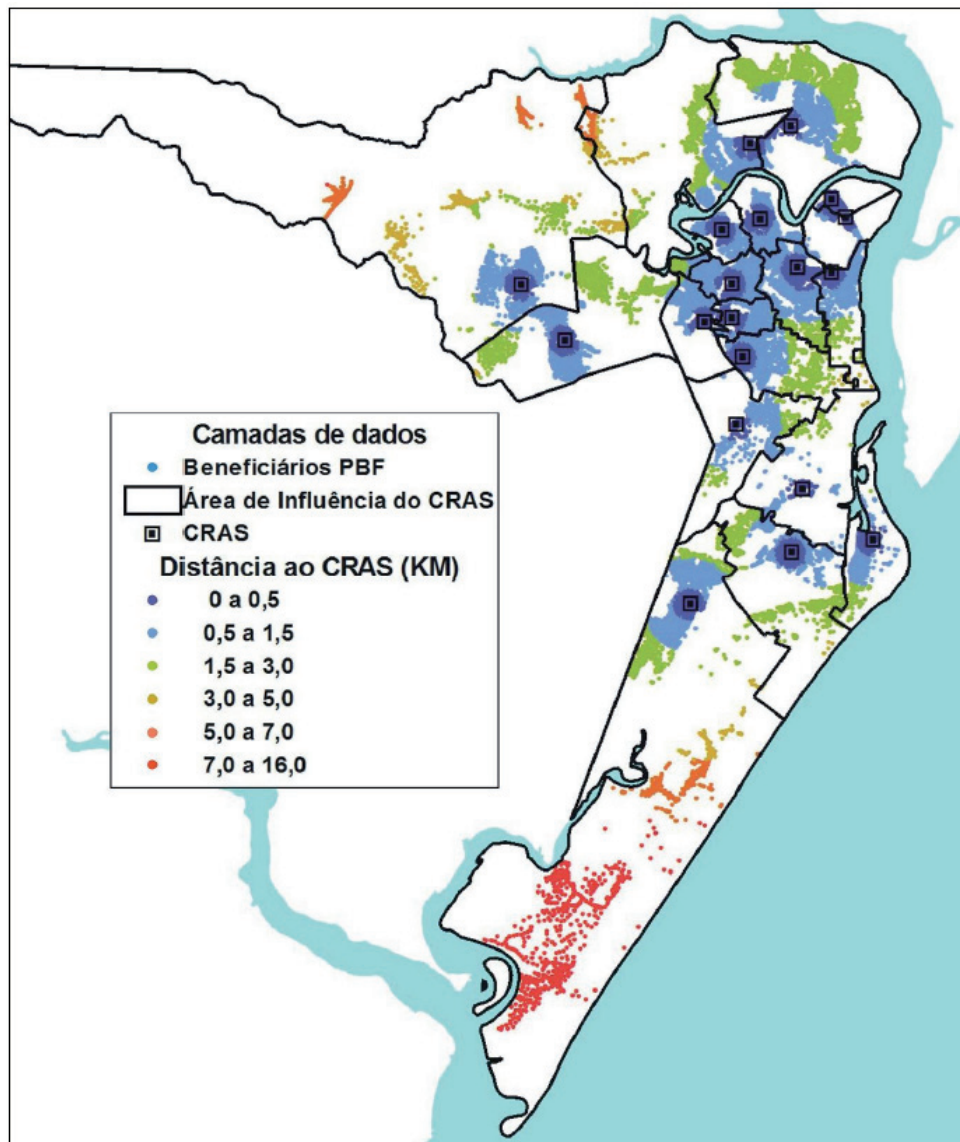 Camadas de dados
Beneficiários PBF
Área de Influência do CRAS
CRAS
Distância ao CRAS (KM)
0 a 0,5
0,5 a 1,5
1,5 a 3,0
3,0 a 5,0
5,0 a 7,0
7,0 a 16,0